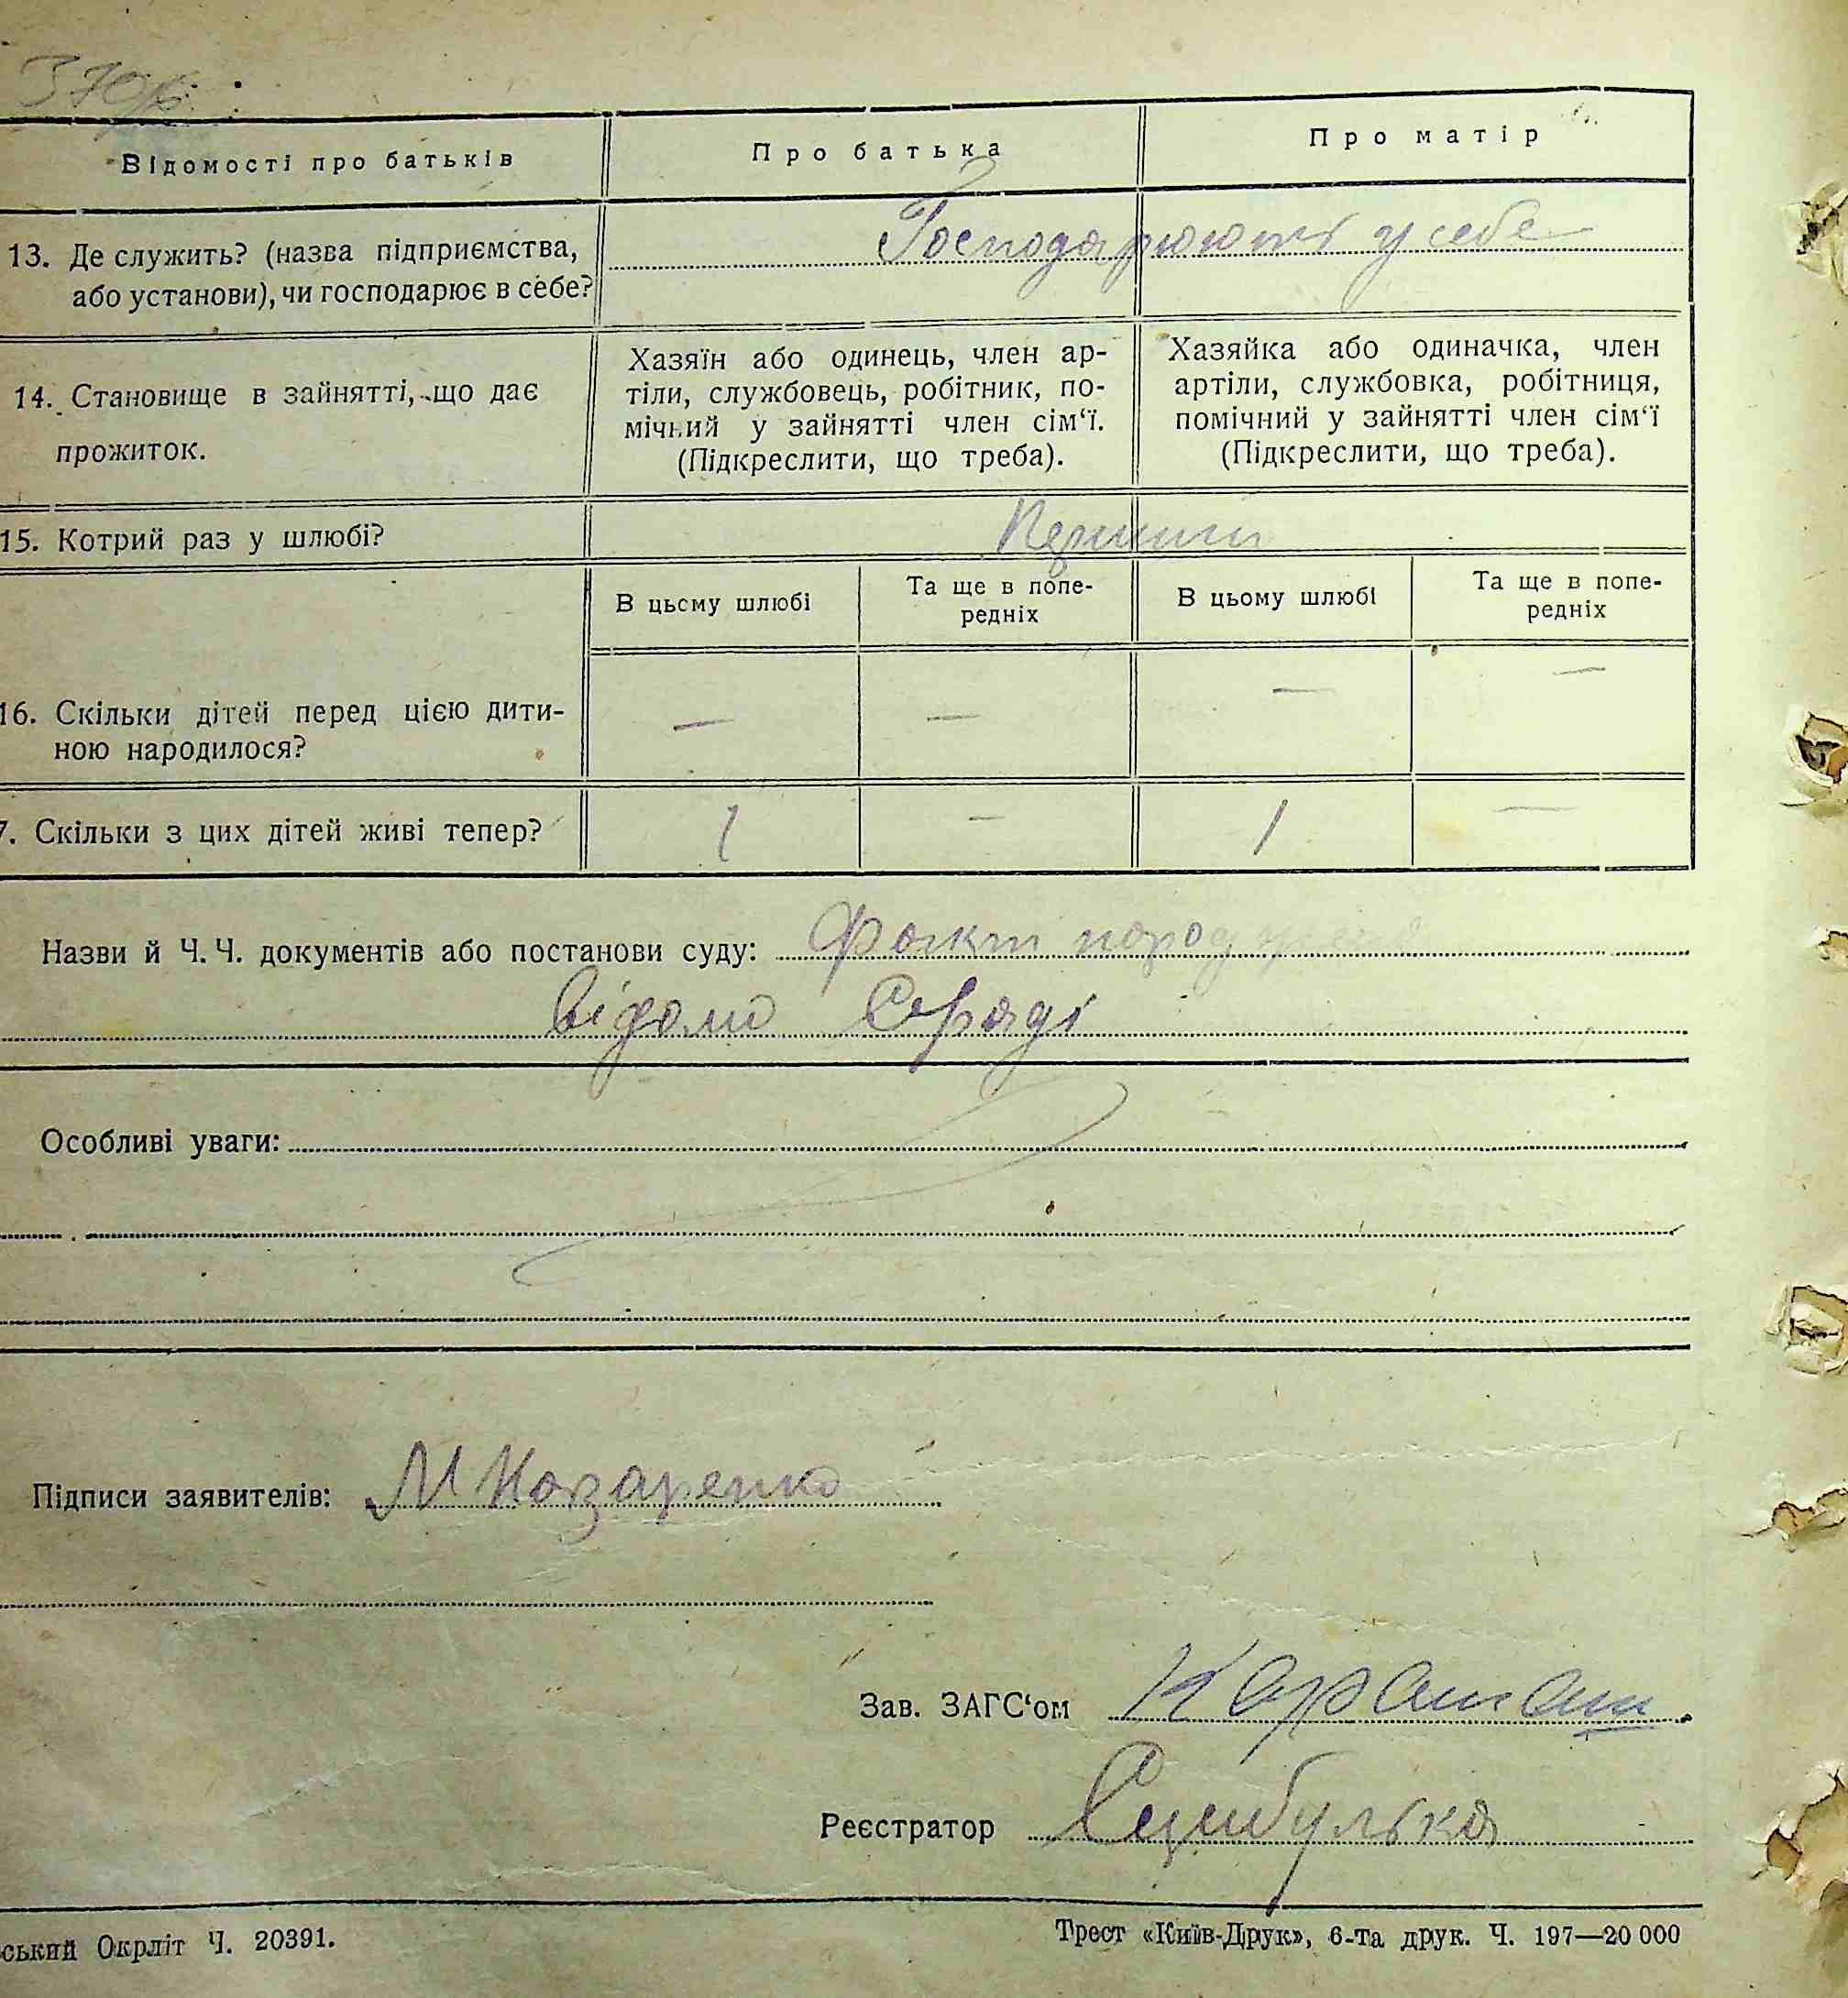 Відомості про батьків
Про батька
Про матір
13. Де служить? (назва підприємства,
або установи), чи господарює в себе?
Господарюють у себе
14. Становище в зайнятті, що дає
прожиток.
Хазяїн або одинець, член ар-
тіли, службовець, робітник, по-
мічний у зайнятті член сім‘ї.
(Підкреслити, що треба).
Хазяйка або одиначка, член
артіли, службовка, робітниця,
помічний у зайнятті член сім‘ї
(Підкреслити, що треба).
15. Котрий раз у шлюбі?
В цьому шлюбі
Та ще в попе-
редніх
В цьому шлюбі
Та ще в попе-
редніх
16. Скільки дітей перед цією дити-
ною народилося?
—
—
—
—
7. Скільки з цих дітей живі тепер?
1
—
1
—
Назви й Ч. Ч. документів або постанови суду: Факт
відомо С/раді
Особливі уваги:
Підписи заявителів: М Назаренко
Зав. ЗАГС‘ом
Реєстратор
ський Окрліт Ч. 20391.
Трест «Київ-Друк», 6-та друк. Ч. 197—20 000